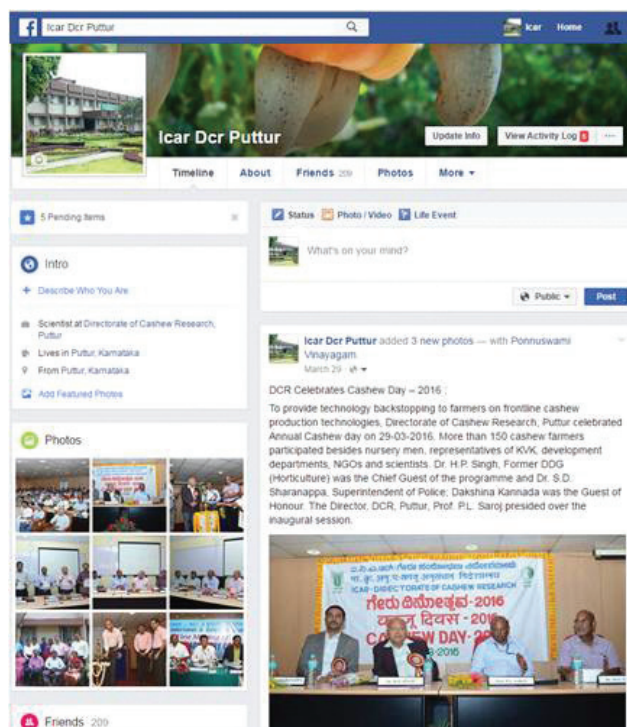 Icar Dcr Puttur
Icar
Home
Icar Dcr Puttur
Update Info
View Activity Log
Timeline
About
Friends 209
Photos
More
5 Pending Items
Intro
Describe Who You Are
Scientist at Directorate of Cashew Research,
Puttur
Lives in Puttur, Karnataka
From Puttur, Karnataka
Add Featured Photos
Photos
Friends 209
Status
Photo / Video
Life Event
What's on your mind?
Public
Post
Icar Dcr Puttur added 3 new photos — with Ponnuswami
Vinayagam
March 29
DCR Celebrates Cashew Day – 2016 :
To provide technology backstopping to farmers on frontline cashew
production technologies, Directorate of Cashew Research, Puttur celebrated
Annual Cashew day on 29-03-2016. More than 150 cashew farmers
participated besides nursery men, representatives of KVK, development
departments, NGOs and scientists. Dr. H.P. Singh, Former DDG
(Horticulture) was the Chief Guest of the programme and Dr. S.D.
Sharanappa, Superintendent of Police, Dakshina Kannada was the Guest of
Honour. The Director, DCR, Puttur, Prof. P.L. Saroj presided over the
inaugural session.
ICAR- DIRECTORATE OF CASHEW RESEARCH
ಗೇರು ದಿನೋತ್ಸವ-2016
दिवस - 2016
CASHEW DAY-20
-2016